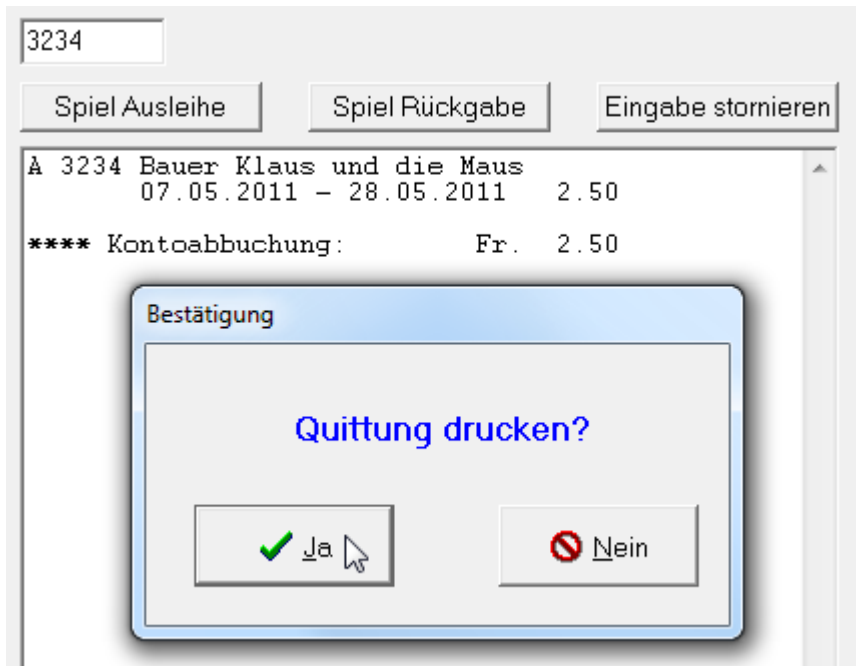 3234
Spiel Ausleihe Spiel Rückgabe Eingabe stornieren
A 3234 Bauer Klaus und die Maus
07.05.2011 – 28.05.2011 2.50
**** Kontoabbuchung: Fr. 2.50
Bestätigung
Quittung drucken?
Ja Nein